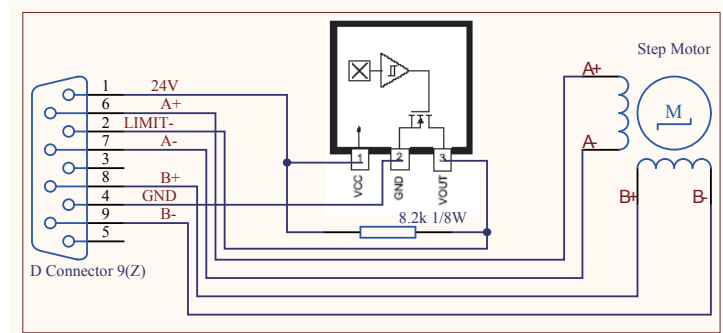 Step Motor
1 24V
6 A+
2 LIMIT-
7 A-
3
8 B+
4 GND
9 B-
5
D Connector 9(Z)
1 2 3
VCC GND VOUT
8.2k 1/8W
A+
A-
M
B+ B-